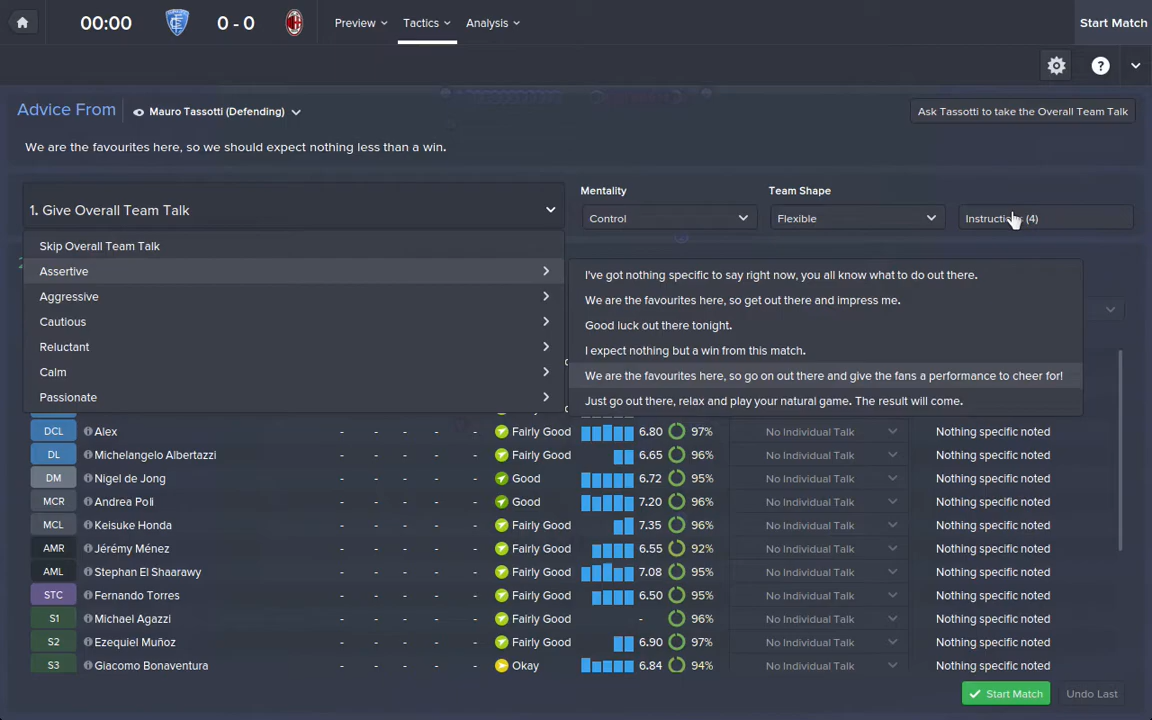 00:00
0 - 0
Preview
Tactics
Analysis
Start Match
Advice From
Mauro Tassotti (Defending)
Ask Tassotti to take the Overall Team Talk
We are the favourites here, so we should expect nothing less than a win.
1. Give Overall Team Talk
Mentality
Control
Team Shape
Flexible
Instructions (4)
Skip Overall Team Talk
Assertive
Aggressive
Cautious
Reluctant
Calm
Passionate
I've got nothing specific to say right now, you all know what to do out there.
We are the favourites here, so get out there and impress me.
Good luck out there tonight.
I expect nothing but a win from this match.
We are the favourites here, so go on out there and give the fans a performance to cheer for!
Just go out there, relax and play your natural game. The result will come.
DCL Alex - - - - - Fairly Good 6.80 97% No Individual Talk Nothing specific noted
DL Michelangelo Albertazzi - - - - - Fairly Good 6.65 96% No Individual Talk Nothing specific noted
DM Nigel de Jong - - - - - Good 6.72 95% No Individual Talk Nothing specific noted
MCR Andrea Poli - - - - - Good 7.20 96% No Individual Talk Nothing specific noted
MCL Keisuke Honda - - - - - Fairly Good 7.35 96% No Individual Talk Nothing specific noted
AMR Jérémy Ménez - - - - - Fairly Good 6.55 92% No Individual Talk Nothing specific noted
AML Stephan El Shaarawy - - - - - Fairly Good 7.08 95% No Individual Talk Nothing specific noted
STC Fernando Torres - - - - - Fairly Good 6.50 95% No Individual Talk Nothing specific noted
S1 Michael Agazzi - - - - - Fairly Good - 96% No Individual Talk Nothing specific noted
S2 Ezequiel Muñoz - - - - - Fairly Good 6.90 97% No Individual Talk Nothing specific noted
S3 Giacomo Bonaventura - - - - - Okay 6.84 94% No Individual Talk Nothing specific noted
Start Match
Undo Last